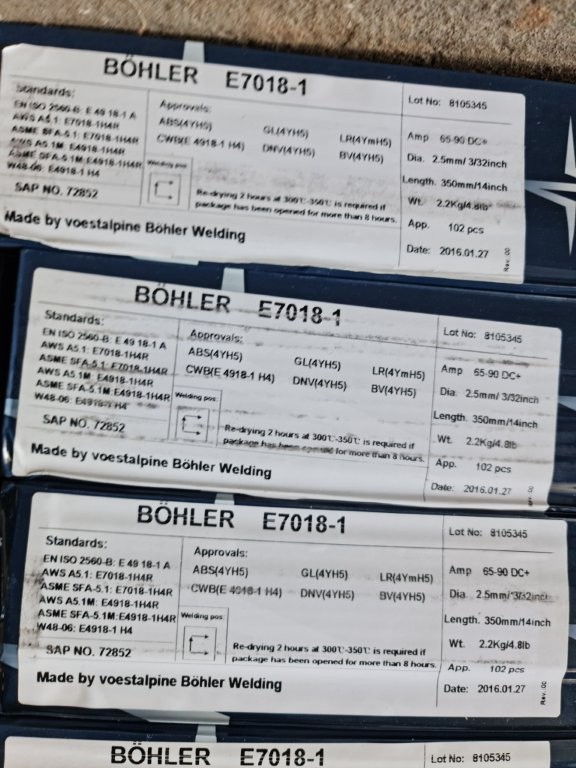 BÖHLER E7018-1
Lot No: 8105345
Standards:
EN ISO 2560-B: E 49 18-1 A
AWS A5.1: E7018-1H4R
ASME SFA-5.1: E7018-1H4R
AWS A5.1M: E4918-1H4R
ASME SFA-5.1M:E4918-1H4R
W48-06: E4918-1 H4
SAP NO. 72852
Approvals:
ABS(4YH5) GL(4YH5) LR(4YmH5)
CWB(E 4918-1 H4) DNV(4YH5) BV(4YH5)
Welding pos
Re-drying 2 hours at 300℃-350℃ is required if
package has been opened for more than 8 hours.
Amp 65-90 DC+
Dia. 2.5mm/ 3/32inch
Length. 350mm/14inch
Wt. 2.2Kg/4.8lb
App. 102 pcs
Date: 2016.01.27
Rev. 00
Made by voestalpine Böhler Welding
BÖHLER E7018-1
Lot No: 8105345
Standards:
EN ISO 2560-B: E 49 18-1 A
AWS A5.1: E7018-1H4R
ASME SFA-5.1: E7018-1H4R
AWS A5.1M: E4918-1H4R
ASME SFA-5.1M:E4918-1H4R
W48-06: E4918-1 H4
SAP NO. 72852
Approvals:
ABS(4YH5) GL(4YH5) LR(4YmH5)
CWB(E 4918-1 H4) DNV(4YH5) BV(4YH5)
Welding pos
Re-drying 2 hours at 300℃-350℃ is required if
package has been opened for more than 8 hours.
Amp 65-90 DC+
Dia 2.5mm/ 3/32inch
Length. 350mm/14inch
Wt. 2.2Kg/4.8lb
App. 102 pcs
Date: 2016.01.27
Made by voestalpine Böhler Welding
BÖHLER E7018-1
Lot No: 8105345
Standards:
EN ISO 2560-B: E 49 18-1 A
AWS A5.1: E7018-1H4R
ASME SFA-5.1: E7018-1H4R
AWS A5.1M: E4918-1H4R
ASME SFA-5.1M:E4918-1H4R
W48-06: E4918-1 H4
SAP NO. 72852
Approvals:
ABS(4YH5) GL(4YH5) LR(4YmH5)
CWB(E 4918-1 H4) DNV(4YH5) BV(4YH5)
Welding pos
Re-drying 2 hours at 300℃-350℃ is required if
package has been opened for more than 8 hours.
Amp 65-90 DC+
Dia. 2.5mm/ 3/32inch
Length. 350mm/14inch
Wt. 2.2Kg/4.8lb
App. 102 pcs
Date: 2016.01.27
Rev. 00
Made by voestalpine Böhler Welding
BÖHLER E7018-1
Lot No: 8105345